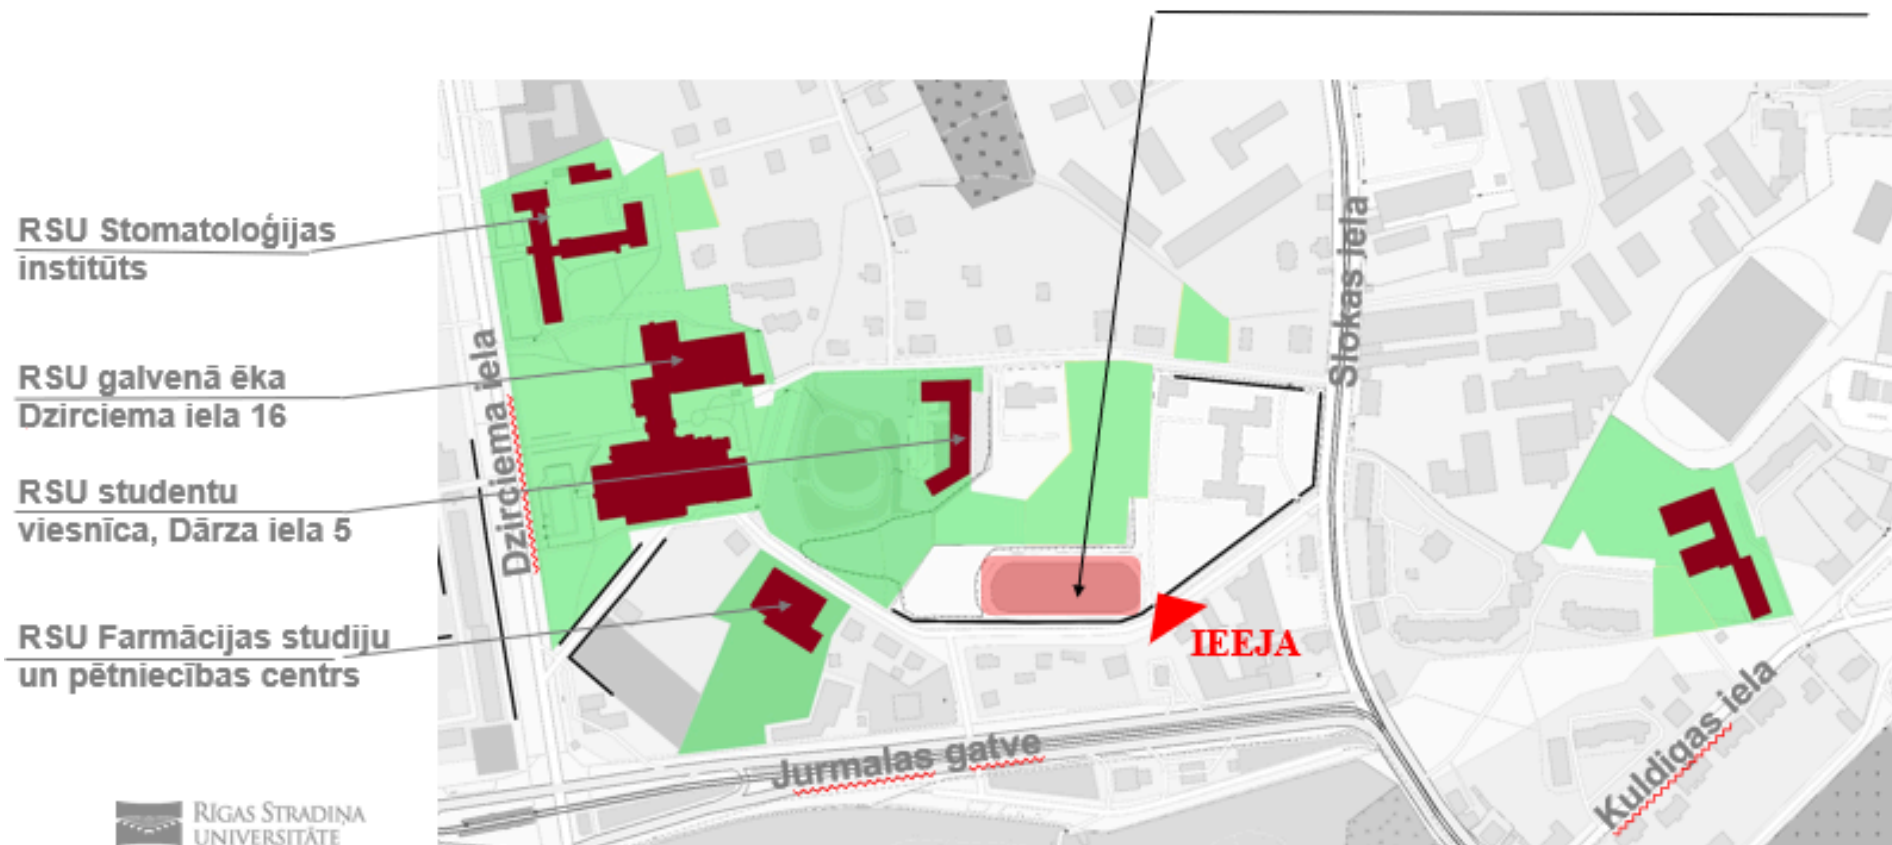 RSU Stomatoloģijas
institūts
RSU galvenā ēka
Dzirciema iela 16
RSU studentu
viesnīca, Dārza iela 5
RSU Farmācijas studiju
un pētniecības centrs
Dzirciema iela
Slokas iela
IEEJA
Jurmalas gatve
Kuldigas iela
RĪGAS STRADIŅA
UNIVERSITĀTE